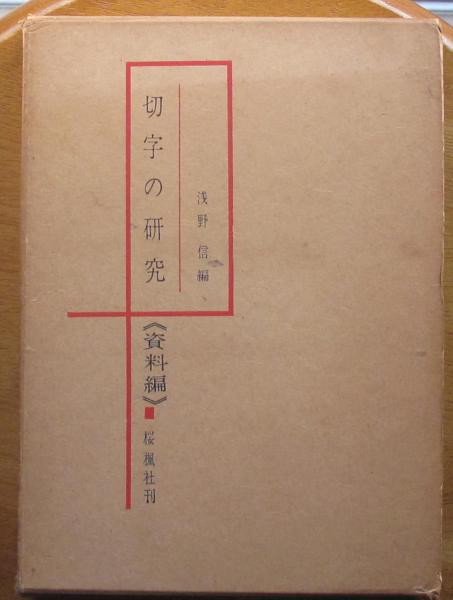 浅野信編
切字の研究
《資料編》
桜楓社刊